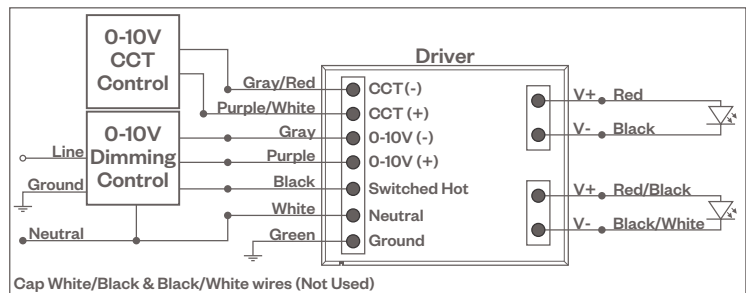 0-10V
CCT
Control
0-10V
Dimming
Control
Line
Ground
Neutral
Driver
Gray/Red
CCT(-)
Purple/White
CCT (+)
Gray
0-10V (-)
Purple
0-10V (+)
Black
Switched Hot
White
Neutral
Green
Ground
V+ Red
V- Black
V+ Red/Black
V- Black/White
Cap White/Black & Black/White wires (Not Used)